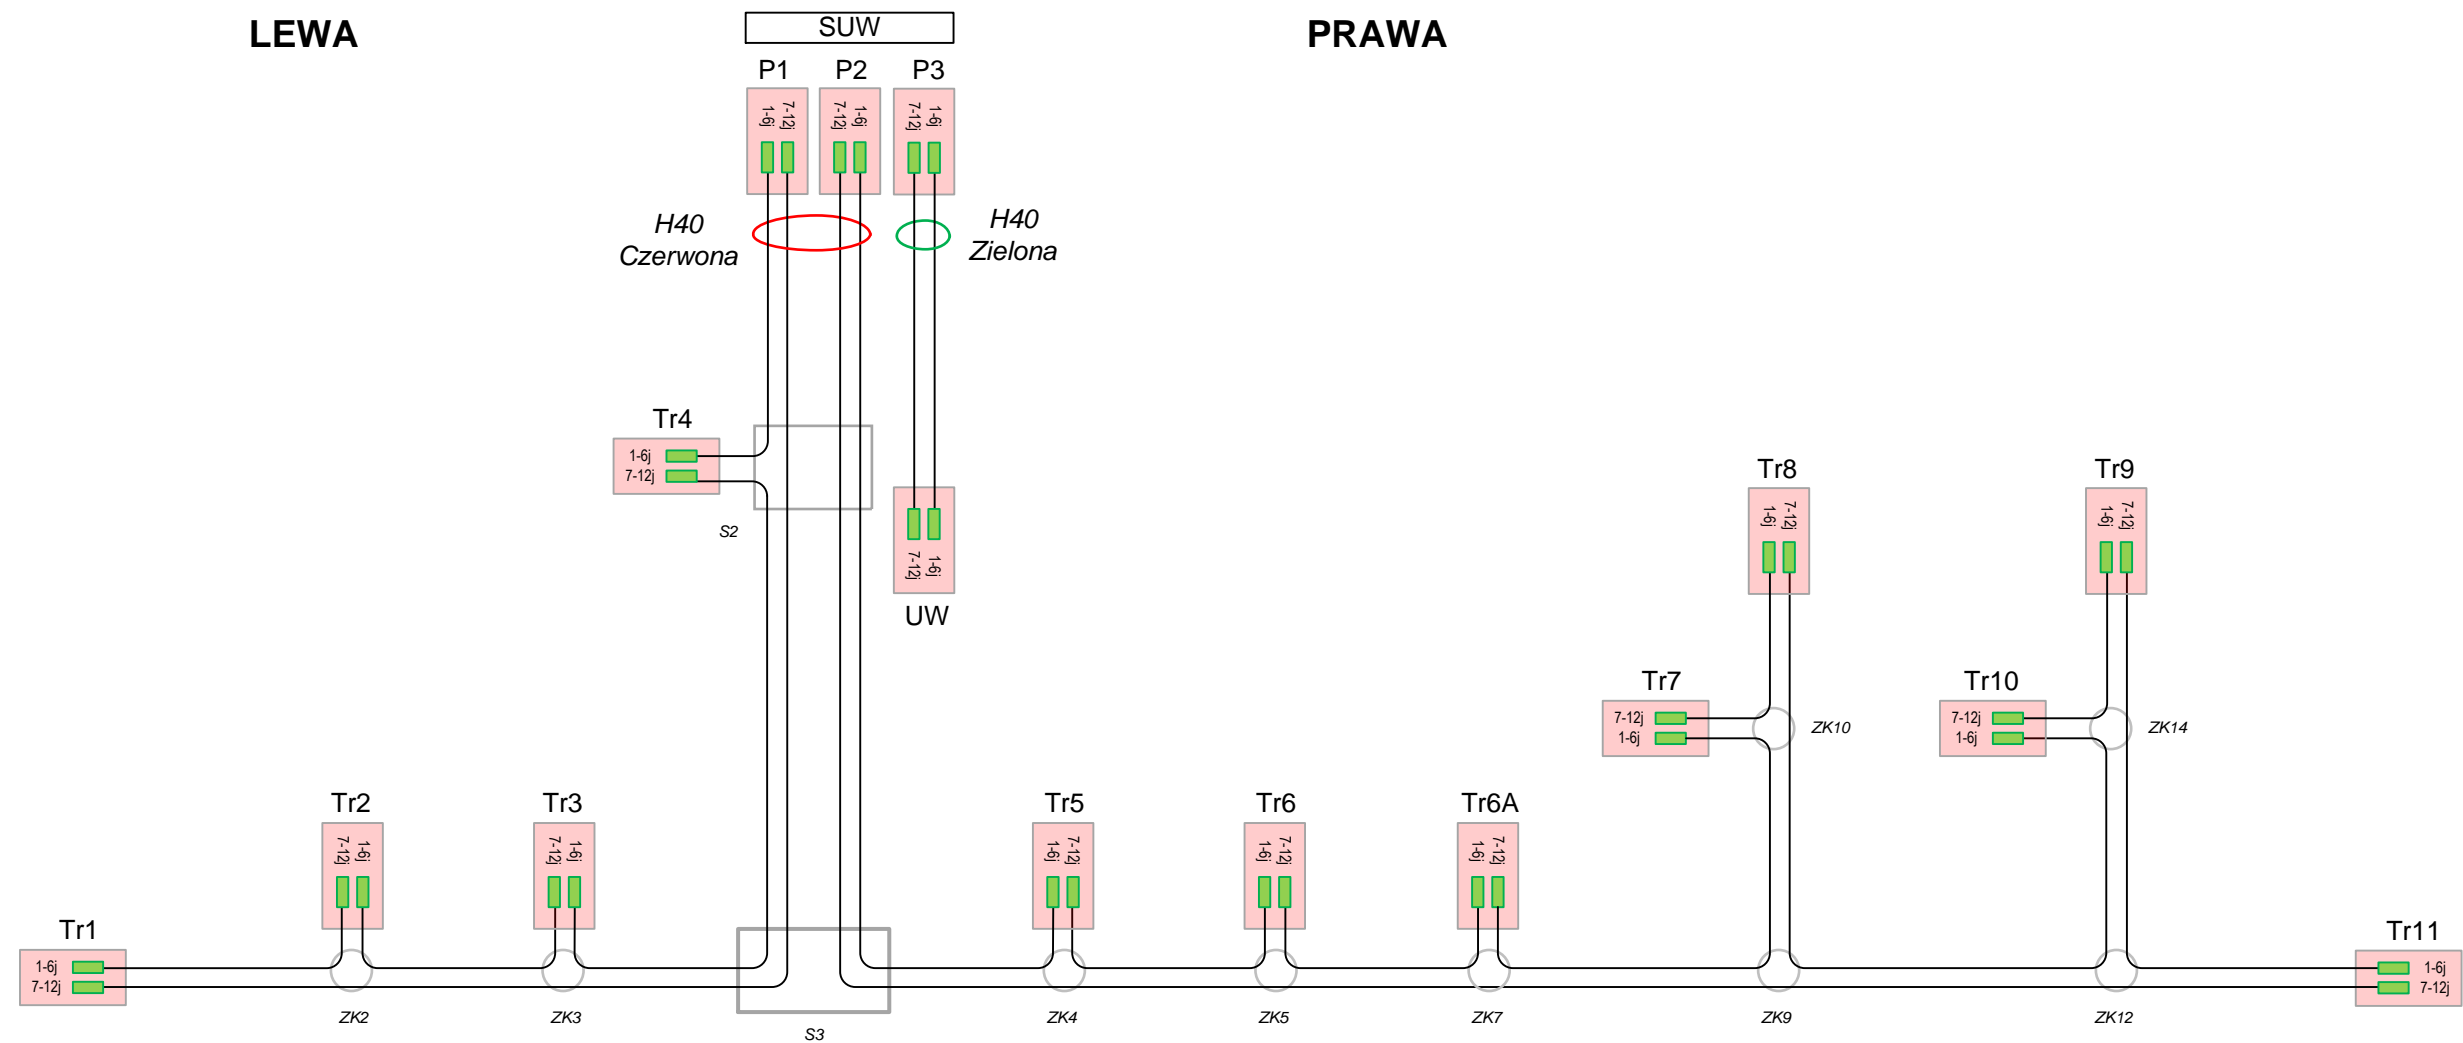 LEWA
SUW
PRAWA
P1
P2
P3
1-6j
7-12j
7-12j
1-6j
7-12j
1-6j
H40
Czerwona
H40
Zielona
Tr4
1-6j
7-12j
S2
7-12j
1-6j
UW
Tr8
1-6j
7-12j
Tr9
1-6j
7-12j
Tr7
7-12j
1-6j
ZK10
Tr10
7-12j
1-6j
ZK14
Tr2
7-12j
1-6j
Tr3
7-12j
1-6j
Tr5
1-6j
7-12j
Tr6
1-6j
7-12j
Tr6A
1-6j
7-12j
Tr1
1-6j
7-12j
Tr11
1-6j
7-12j
ZK2
ZK3
S3
ZK4
ZK5
ZK7
ZK9
ZK12